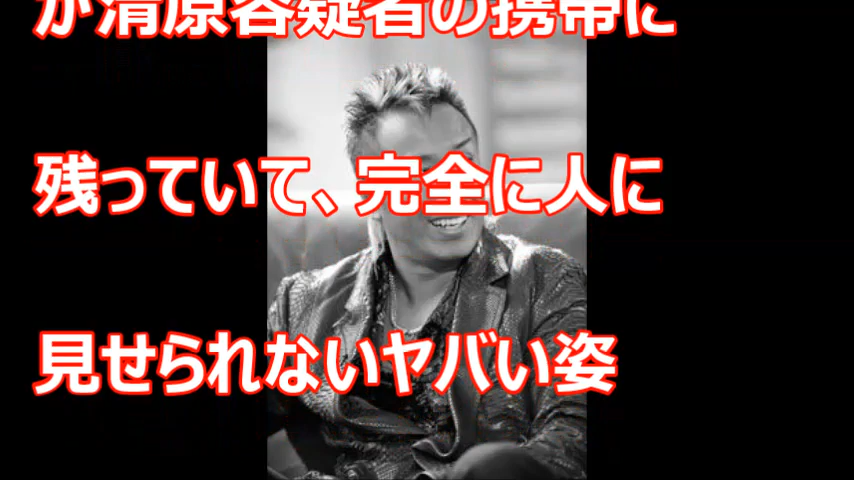 が清原容疑者の携帯に
残っていて、完全に人に
見せられないヤバい姿